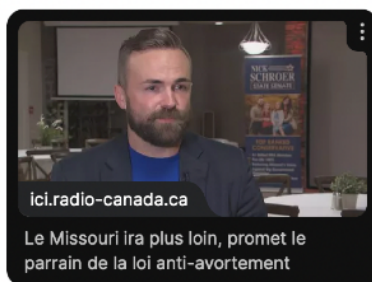 NICK
SCHROER
ici.radio-canada.ca
Le Missouri ira plus loin, promet le
parrain de la loi anti-avortement